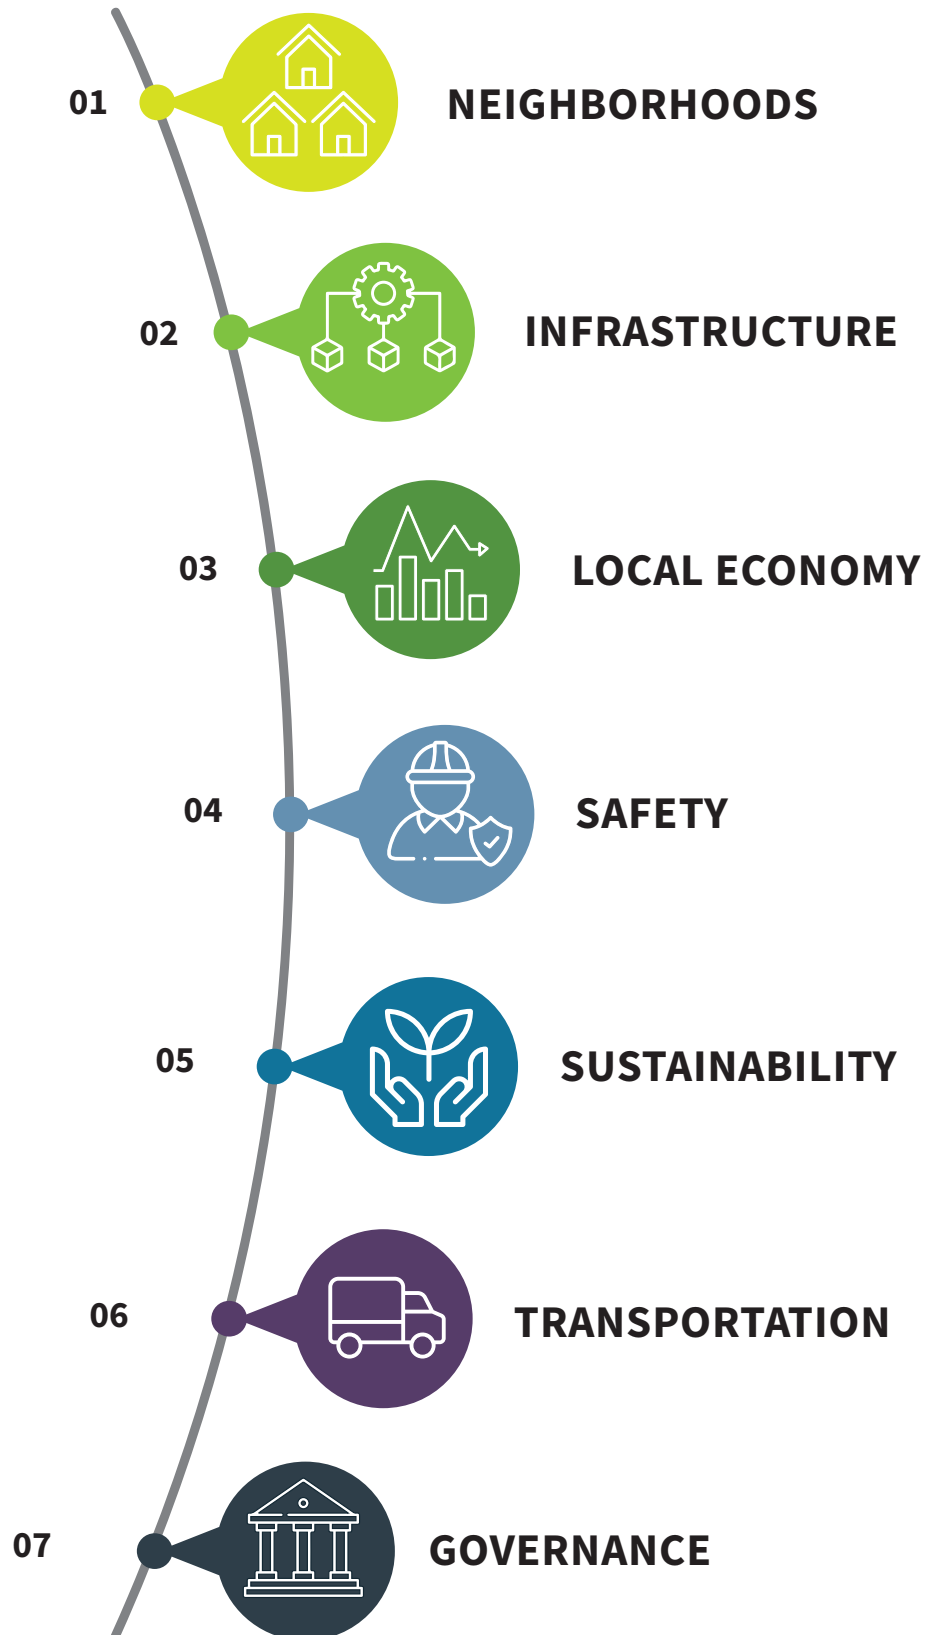 01 NEIGHBORHOODS
02 INFRASTRUCTURE
03 LOCAL ECONOMY
04 SAFETY
05 SUSTAINABILITY
06 TRANSPORTATION
07 GOVERNANCE